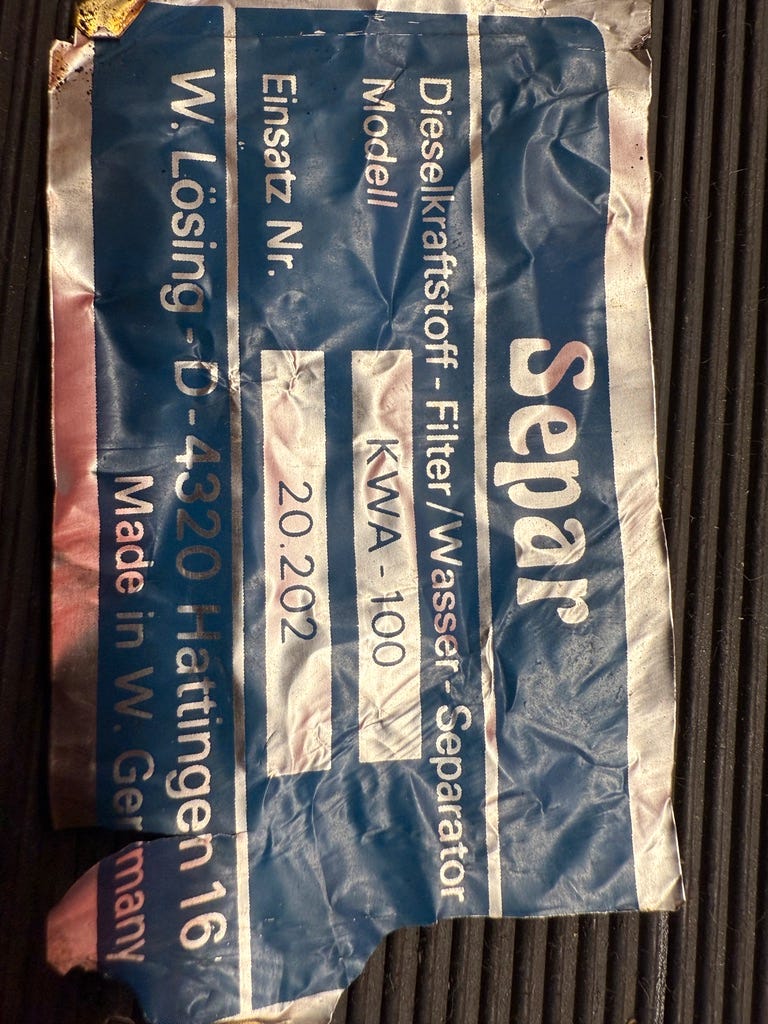 Separ
Dieselkraftstoff - Filter / Wasser - Separator
Modell KWA - 100
Einsatz Nr. 20.202
W. Lösing - D - 4320 Hattingen 16
Made in W. Germany